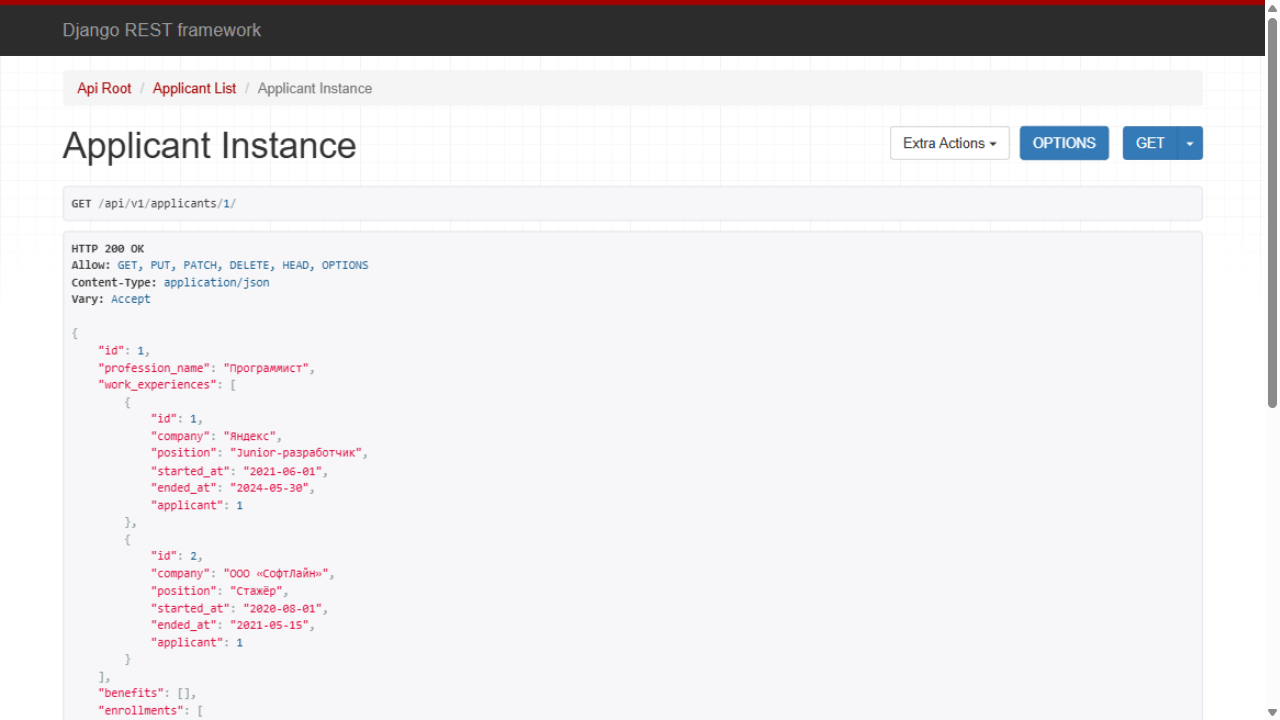 Django REST framework
Api Root / Applicant List / Applicant Instance
Applicant Instance
Extra Actions
OPTIONS
GET
GET /api/v1/applicants/1/
HTTP 200 OK
Allow: GET, PUT, PATCH, DELETE, HEAD, OPTIONS
Content-Type: application/json
Vary: Accept
{
    "id": 1,
    "profession_name": "Программист",
    "work_experiences": [
        {
            "id": 1,
            "company": "Яндекс",
            "position": "Junior-разработчик",
            "started_at": "2021-06-01",
            "ended_at": "2024-05-30",
            "applicant": 1
        },
        {
            "id": 2,
            "company": "ООО «СофтЛайн»",
            "position": "Стажёр",
            "started_at": "2020-08-01",
            "ended_at": "2021-05-15",
            "applicant": 1
        }
    ],
    "benefits": [],
    "enrollments": [